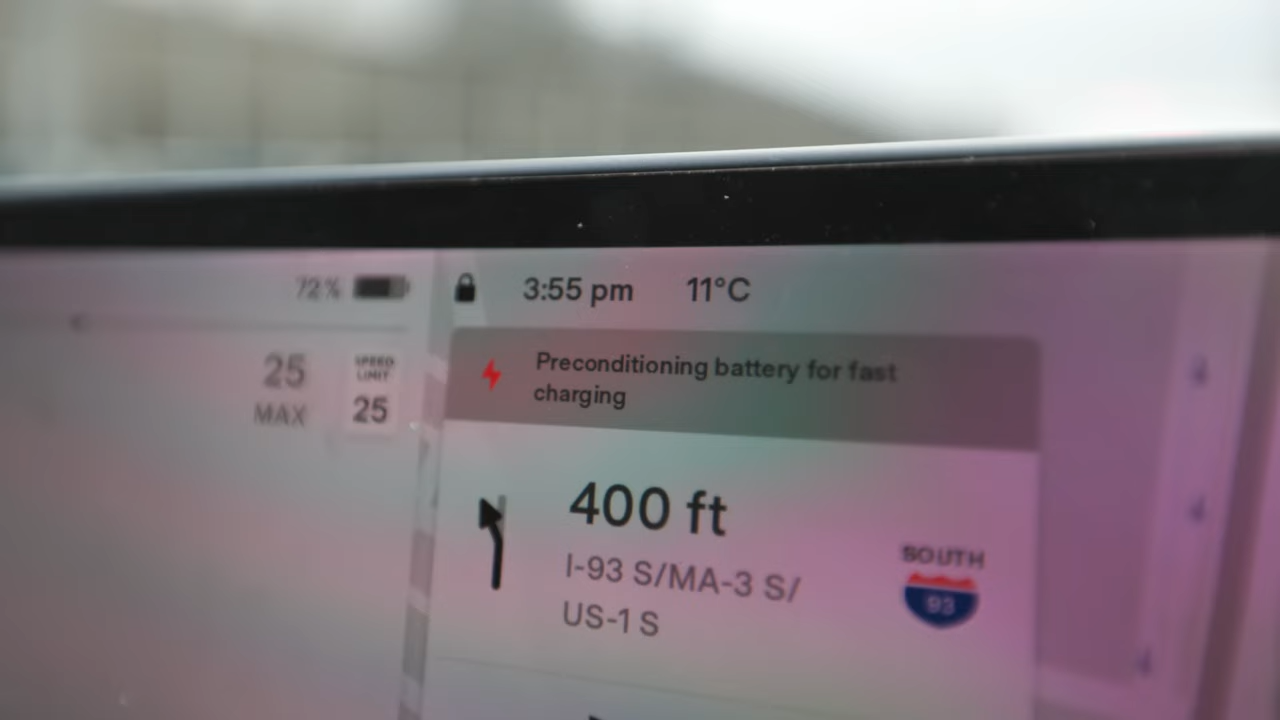 72%
3:55 pm 11°C
25
MAX
SPEED
LIMIT
25
Preconditioning battery for fast
charging
400 ft
I-93 S/MA-3 S/
US-1 S
SOUTH
93